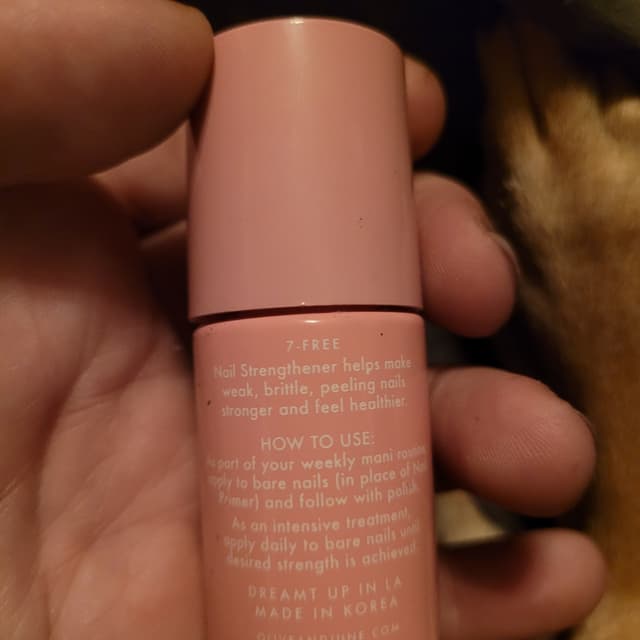 7-FREE
Nail Strengthener helps make
weak, brittle, peeling nails
stronger and feel healthier.
HOW TO USE:
As part of your weekly mani routine,
apply to bare nails (in place of Nail
Primer) and follow with polish.
As an intensive treatment,
apply daily to bare nails until
desired strength is achieved.
DREAMT UP IN LA
MADE IN KOREA
OLIVEANDJUNE.COM